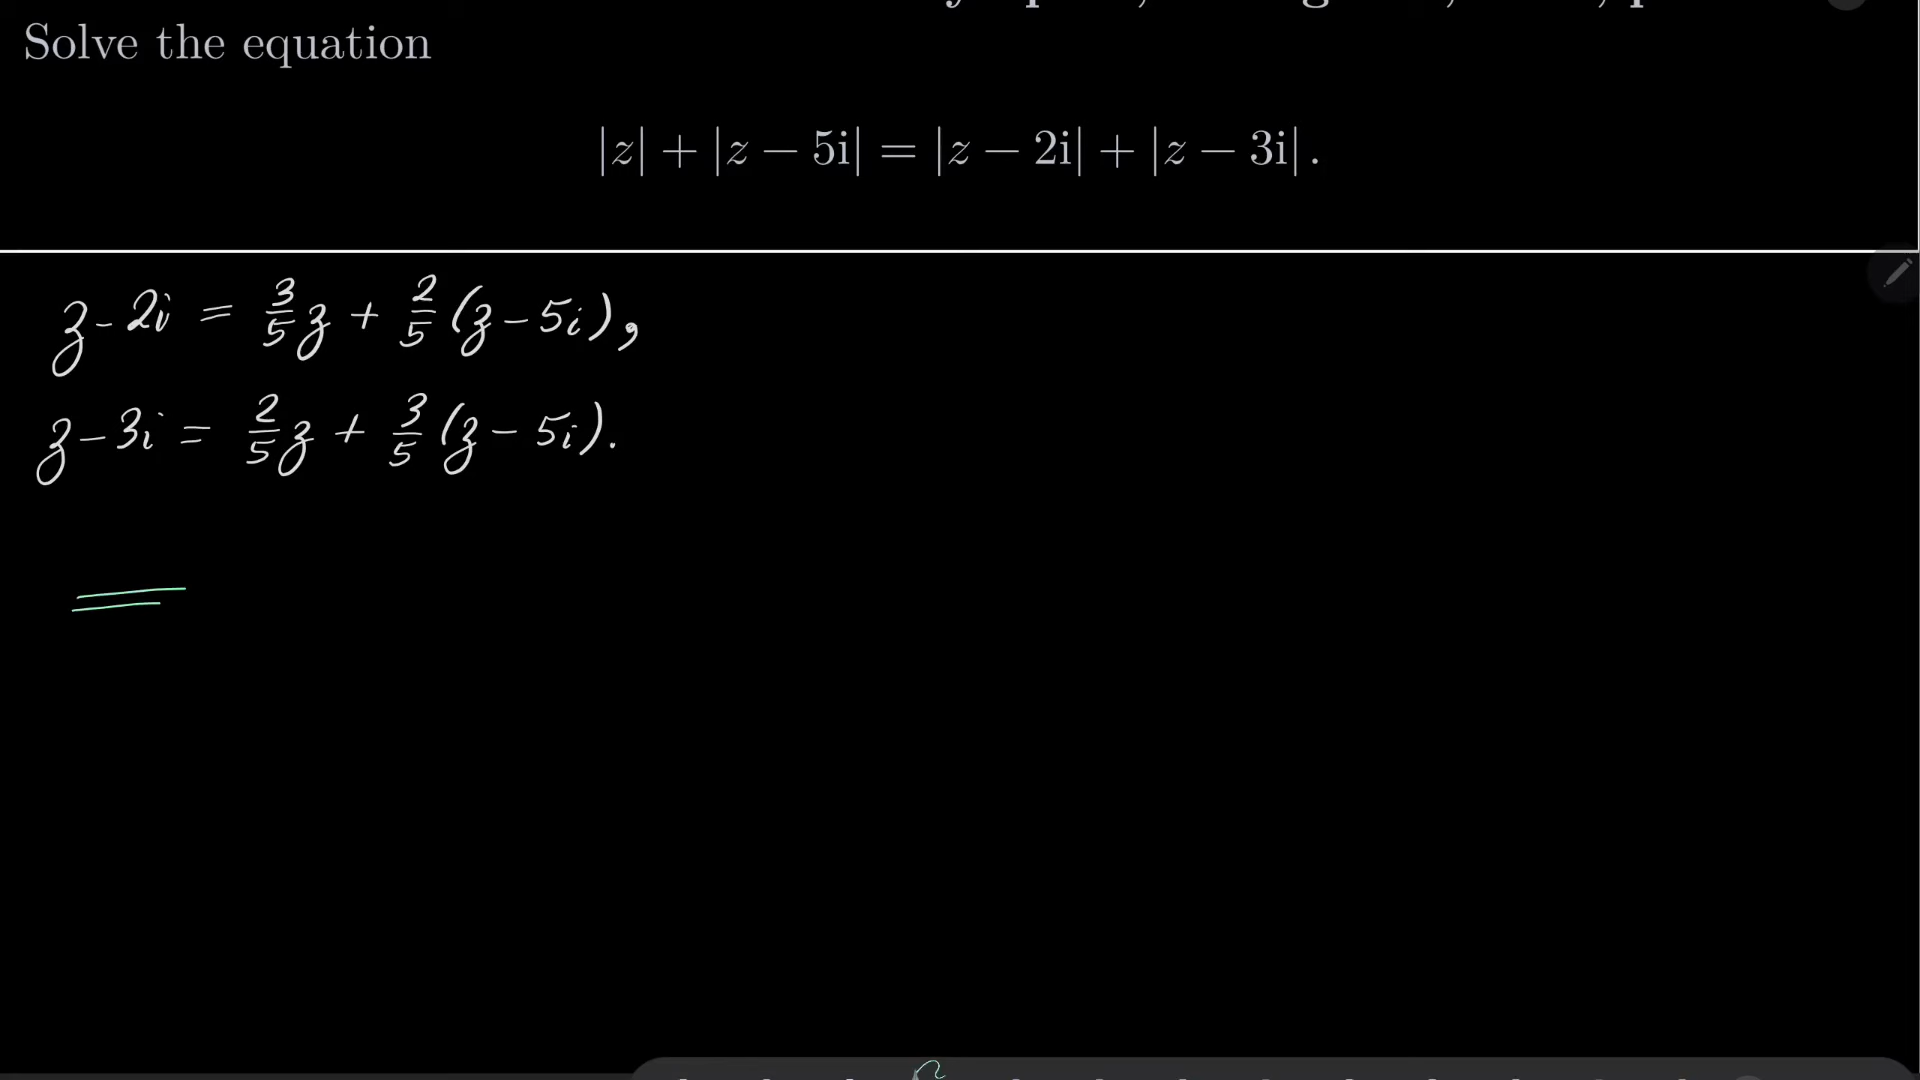 Solve the equation
|z| + |z − 5i| = |z − 2i| + |z − 3i| .
z - 2i = 3/5 z + 2/5 (z - 5i),
z - 3i = 2/5 z + 3/5 (z - 5i).